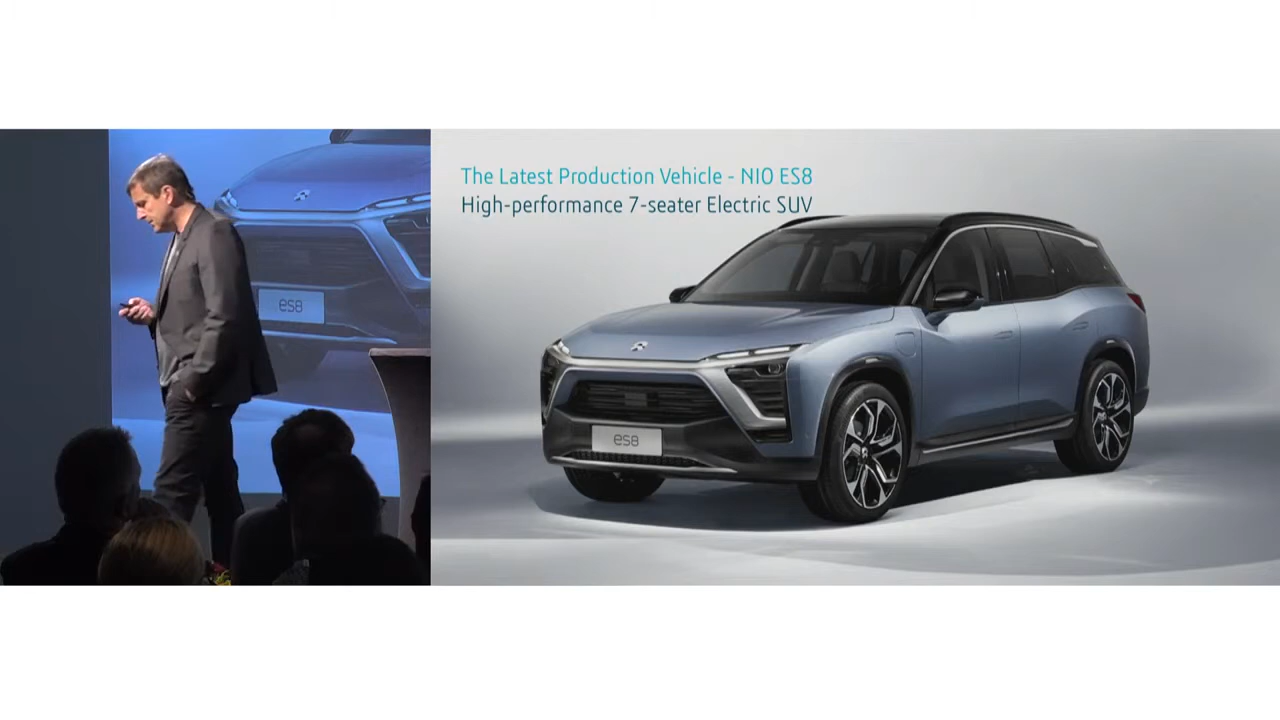 The Latest Production Vehicle - NIO ES8
High-performance 7-seater Electric SUV
es8
es8